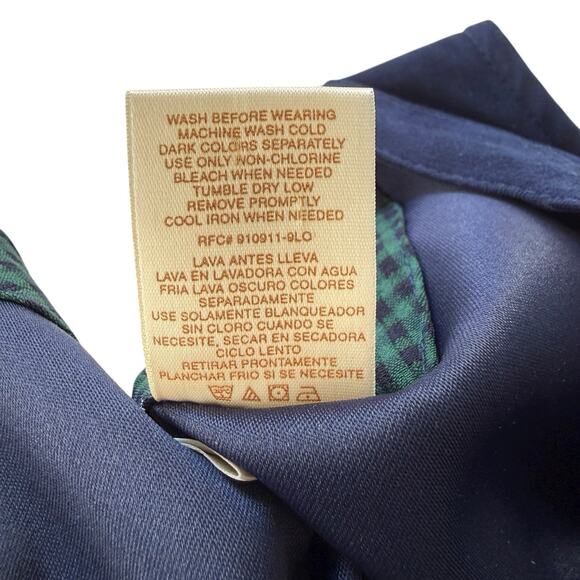 WASH BEFORE WEARING
MACHINE WASH COLD
DARK COLORS SEPARATELY
USE ONLY NON-CHLORINE
BLEACH WHEN NEEDED
TUMBLE DRY LOW
REMOVE PROMPTLY
COOL IRON WHEN NEEDED
RFC# 910911-9LO
LAVA ANTES LLEVA
LAVA EN LAVADORA CON AGUA
FRIA LAVA OSCURO COLORES
SEPARADAMENTE
USE SOLAMENTE BLANQUEADOR
SIN CLORO CUANDO SE
NECESITE, SECAR EN SECADORA
CICLO LENTO
RETIRAR PRONTAMENTE
PLANCHAR FRIO SI SE NECESITE